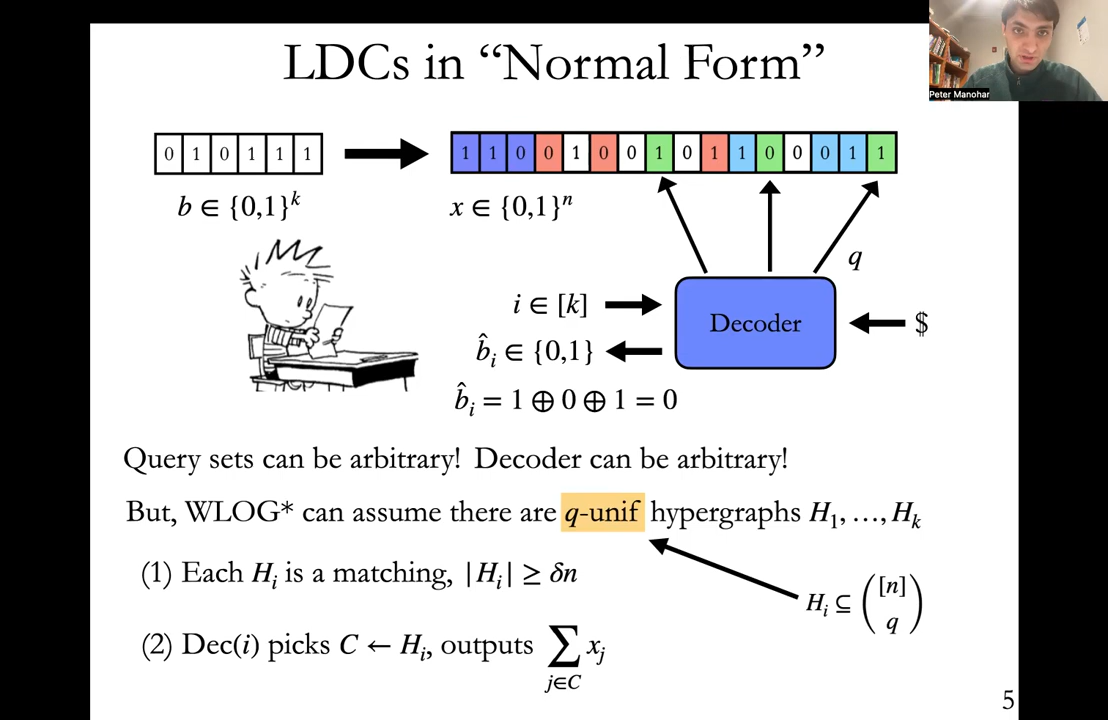 LDCs in “Normal Form”
Peter Manohar
0 1 0 1 1 1
1 1 0 0 1 0 0 1 0 1 1 0 0 0 1 1
b ∈ {0,1}^k
x ∈ {0,1}^n
q
i ∈ [k]
Decoder
$
b̂_i ∈ {0,1}
b̂_i = 1 ⊕ 0 ⊕ 1 = 0
Query sets can be arbitrary! Decoder can be arbitrary!
But, WLOG* can assume there are q-unif hypergraphs H_1, …, H_k
(1) Each H_i is a matching, |H_i| ≥ δn
H_i ⊆ ([n] q)
(2) Dec(i) picks C ← H_i, outputs ∑_{j∈C} x_j
5